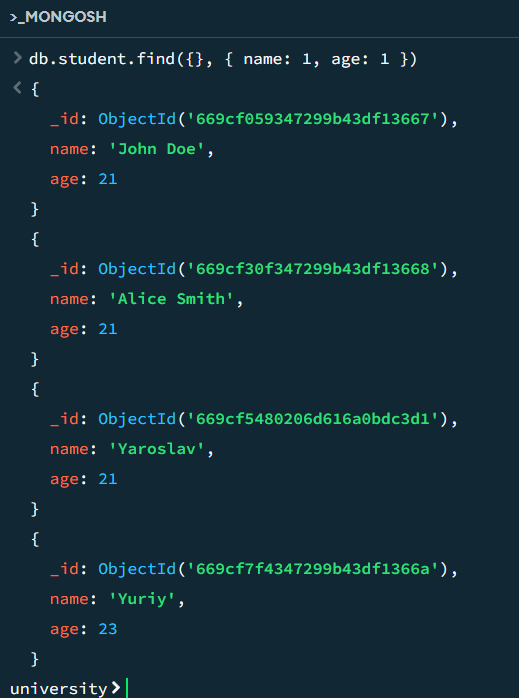 >_MONGOSH
> db.student.find({}, { name: 1, age: 1 })
< {
_id: ObjectId('669cf059347299b43df13667'),
name: 'John Doe',
age: 21
}
{
_id: ObjectId('669cf30f347299b43df13668'),
name: 'Alice Smith',
age: 21
}
{
_id: ObjectId('669cf5480206d616a0bdc3d1'),
name: 'Yaroslav',
age: 21
}
{
_id: ObjectId('669cf7f4347299b43df1366a'),
name: 'Yuriy',
age: 23
}
university>